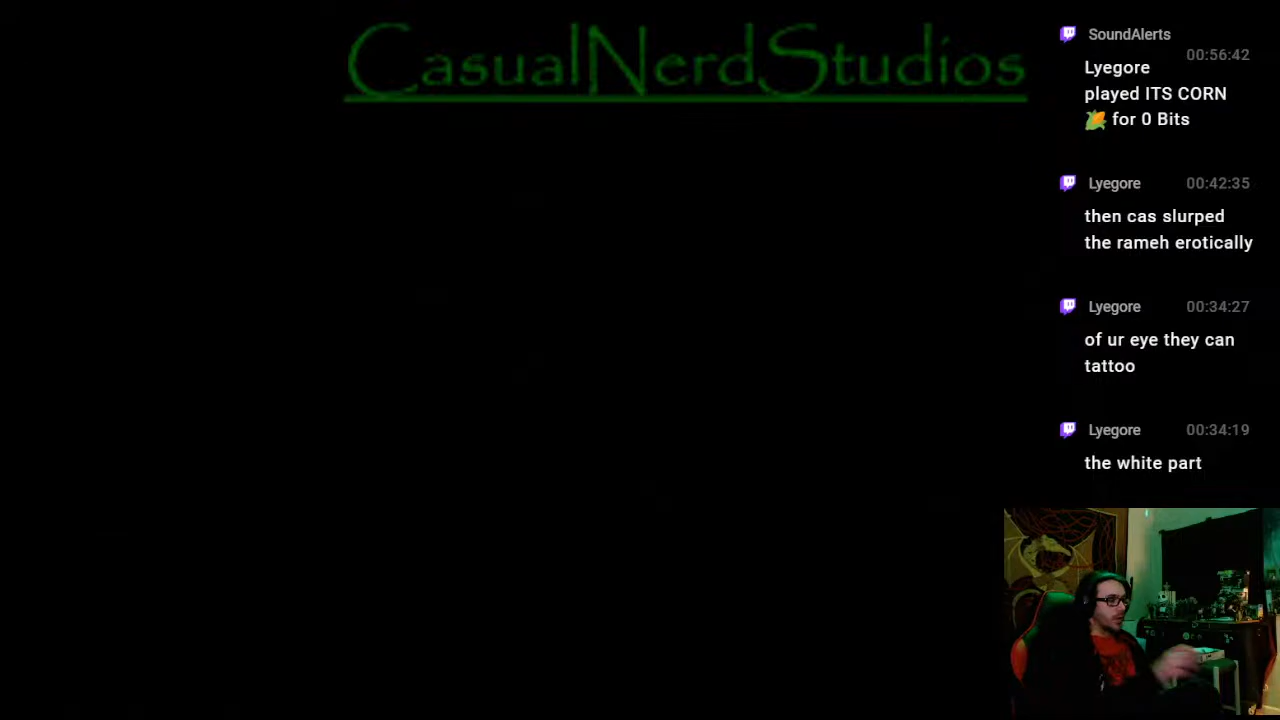 CasualNerdStudios
SoundAlerts
00:56:42
Lyegore
played ITS CORN
🌽 for 0 Bits
Lyegore
00:42:35
then cas slurped
the rameh erotically
Lyegore
00:34:27
of ur eye they can
tattoo
Lyegore
00:34:19
the white part